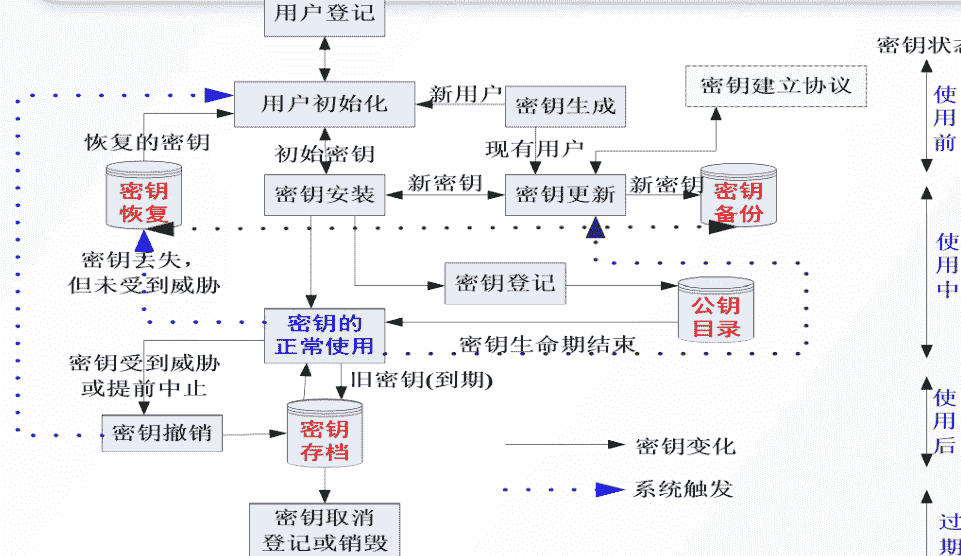 用户登记
密钥状态
用户初始化
新用户
密钥生成
密钥建立协议
使
用
前
恢复的密钥
初始密钥
现有用户
密钥
恢复
密钥安装
新密钥
密钥更新
新密钥
密钥
备份
密钥丢失，
但未受到威胁
密钥登记
公钥
目录
使
用
中
密钥的
正常使用
密钥生命期结束
密钥受到威胁
或提前中止
旧密钥(到期)
密钥撤销
密钥
存档
使
用
后
密钥变化
系统触发
密钥取消
登记或销毁
过
期